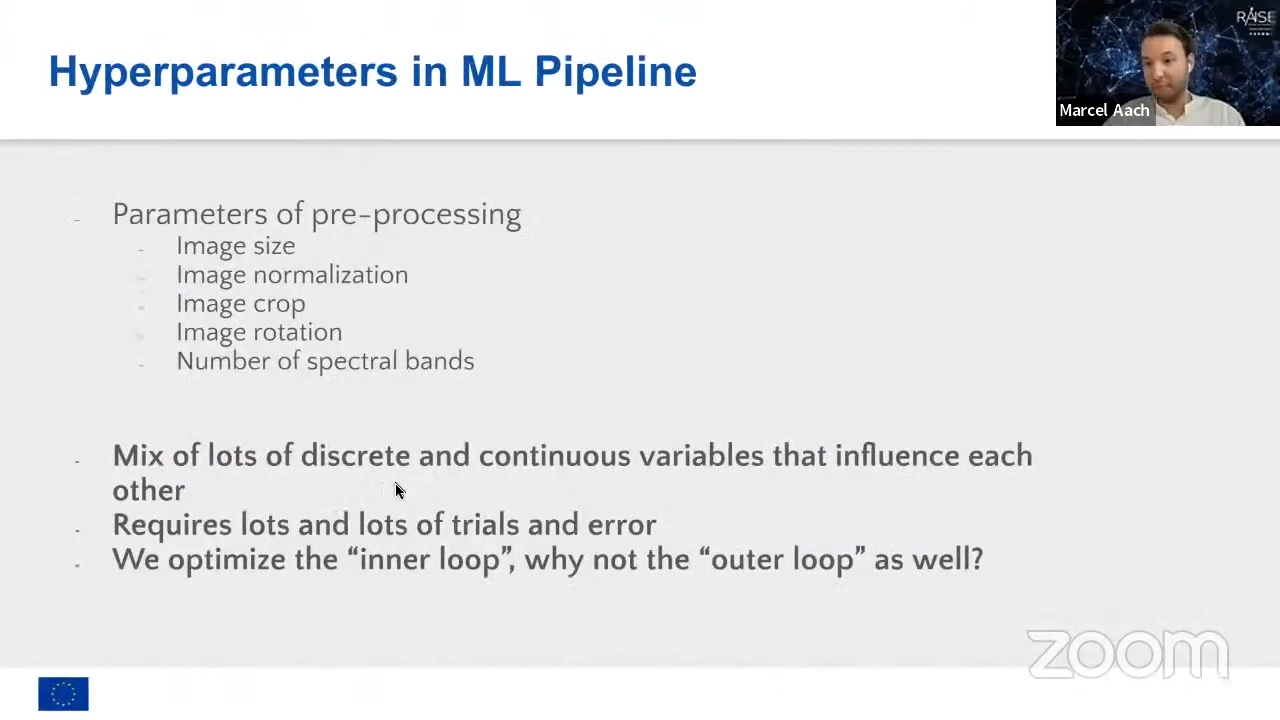 Hyperparameters in ML Pipeline
RAISE
Marcel Aach
- Parameters of pre-processing
- Image size
- Image normalization
- Image crop
- Image rotation
- Number of spectral bands
- Mix of lots of discrete and continuous variables that influence each
other
- Requires lots and lots of trials and error
- We optimize the “inner loop”, why not the “outer loop” as well?
zoom